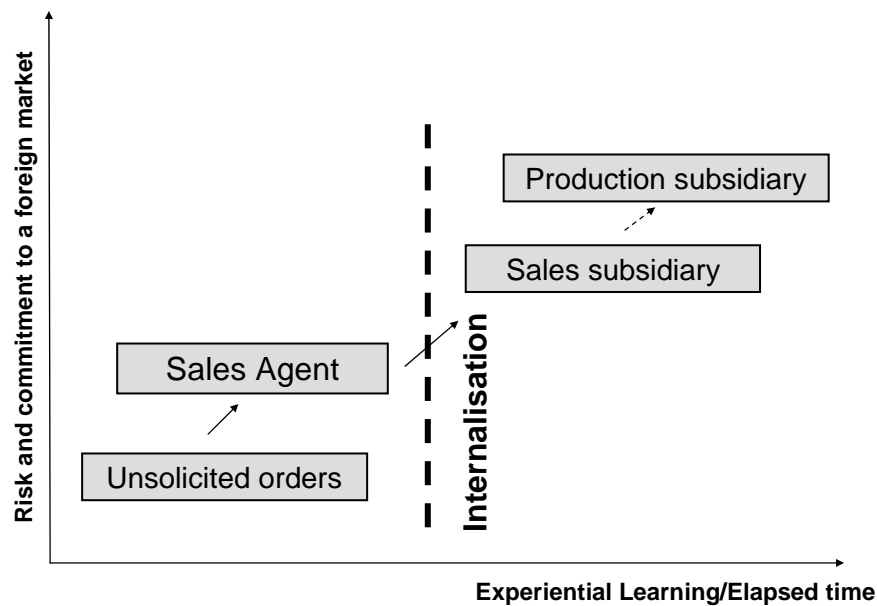 Risk and commitment to a foreign market
Production subsidiary
Sales subsidiary
Internalisation
Sales Agent
Unsolicited orders
Experiential Learning/Elapsed time